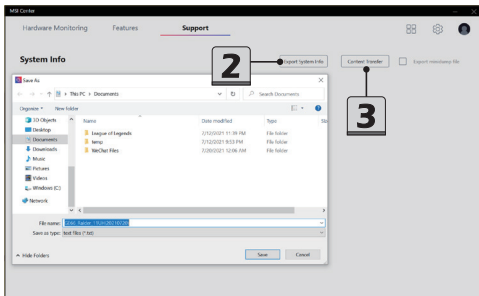 MSI Center
Hardware Monitoring Features Support
System Info
2
Export System Info
Content Transfer
Export minidump file
3
Save As
This PC > Documents
Search Documents
Organize New folder
3D Objects
Desktop
Documents
Downloads
Music
Pictures
Videos
Windows (C:)
Network
Name Date modified Type
League of Legends 7/12/2021 11:39 PM File folder
temp 7/12/2021 9:53 PM File folder
WeChat Files 7/20/2021 12:06 AM File folder
File name:
Save as type: text files (*.txt)
Hide Folders
Save Cancel